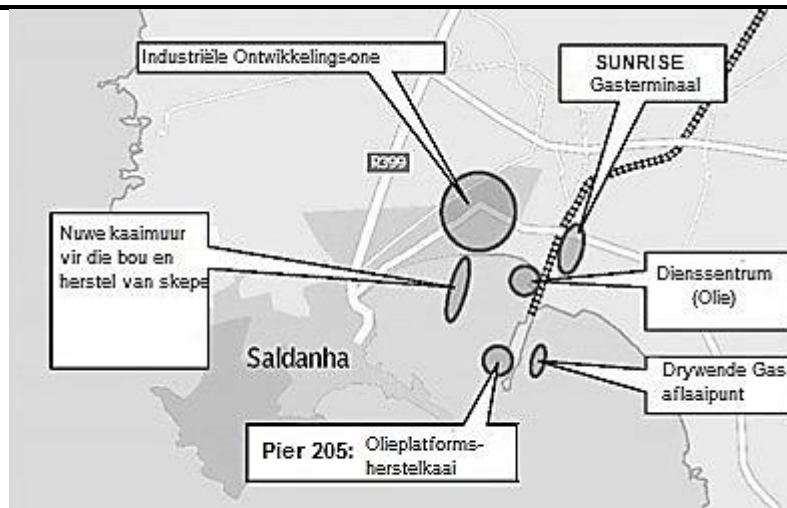 Industriële Ontwikkelingsone
SUNRISE
Gasterminaal
R399
Nuwe kaaimuur
vir die bou en
herstel van skepe
Dienssentrum
(Olie)
Saldanha
Drywende Gas
aflaaipunt
Pier 205: Olieplatforms-
herstelkaai